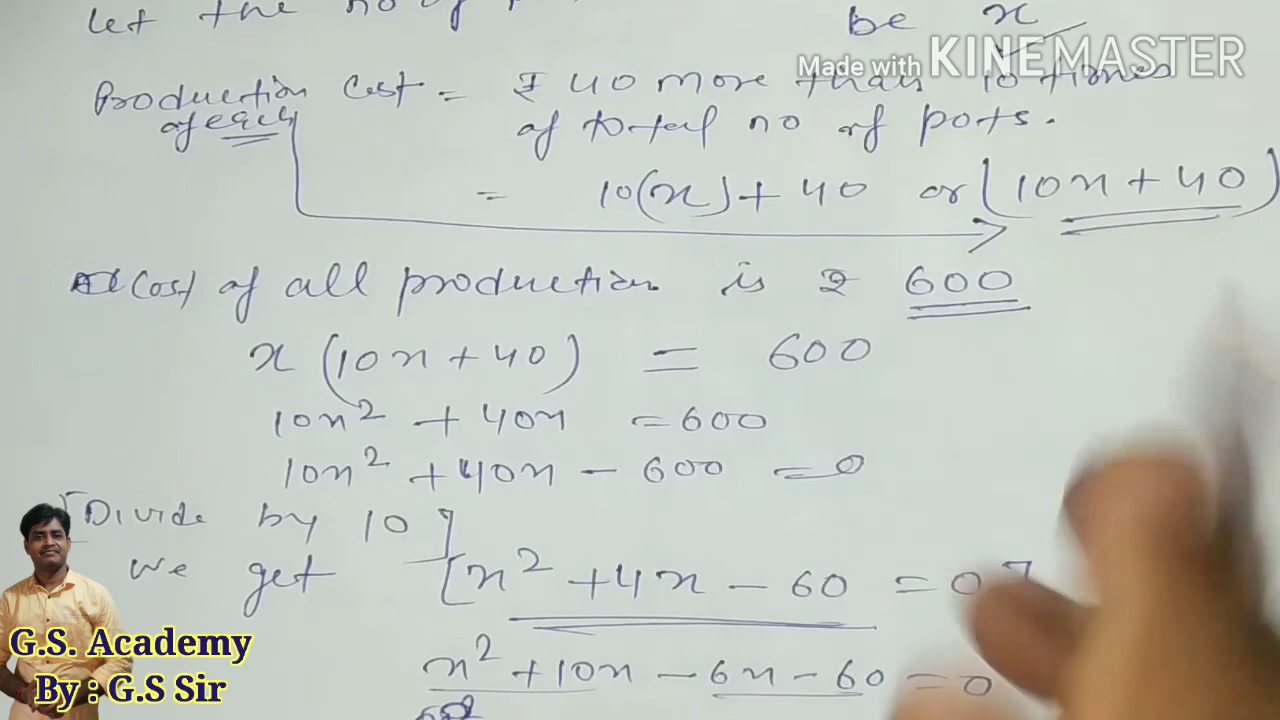 Let the no of
be x
Made with KINEMASTER
Production Cost = ₹ 40 more than 10 times
of each
of total no of pots.
= 10(x) + 40 or (10x + 40)
Cost of all production is ₹ 600
x (10x + 40) = 600
10x² + 40x = 600
10x² + 40x - 600 = 0
[Divide by 10]
We get [x² + 4x - 60 = 0]
x² + 10x - 6x - 60 = 0
G.S. Academy
By : G.S Sir